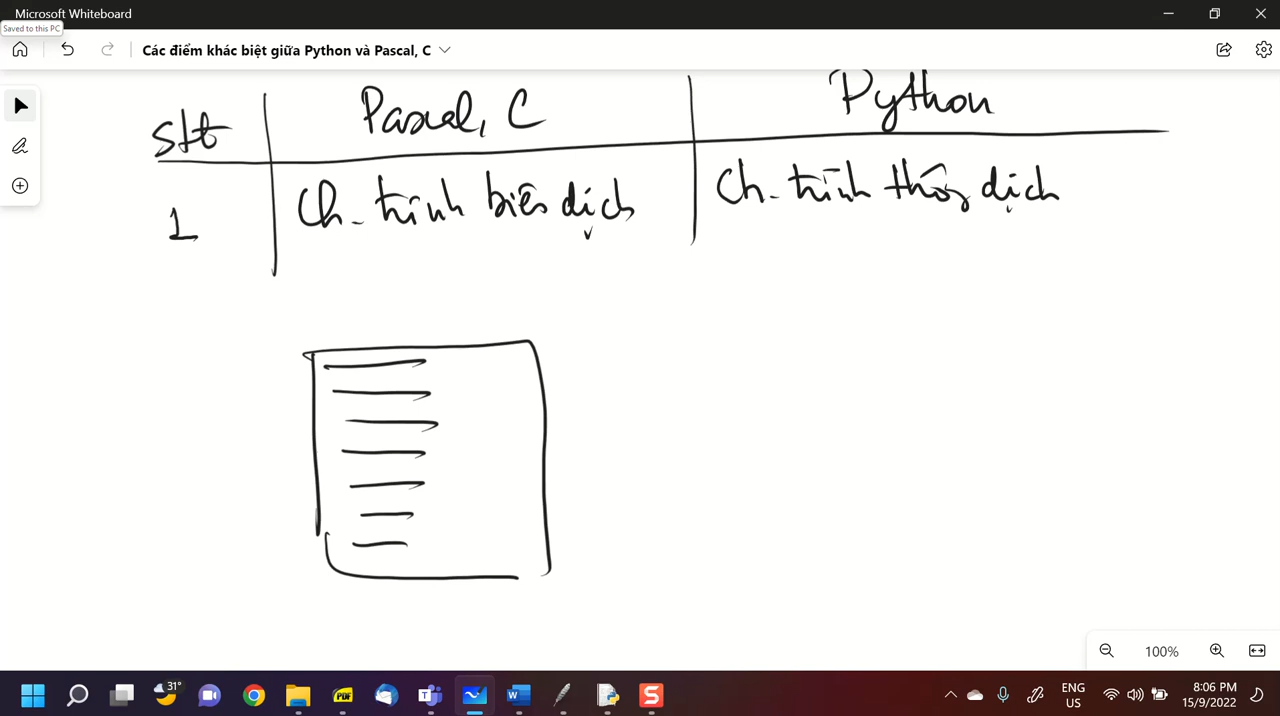 Microsoft Whiteboard
Saved to this PC
Các điểm khác biệt giữa Python và Pascal, C
stt
Pascal, C
Python
1
Ch. trình biên dịch
Ch. trình thông dịch
100%
31°
PDF
ENG
US
8:06 PM
15/9/2022